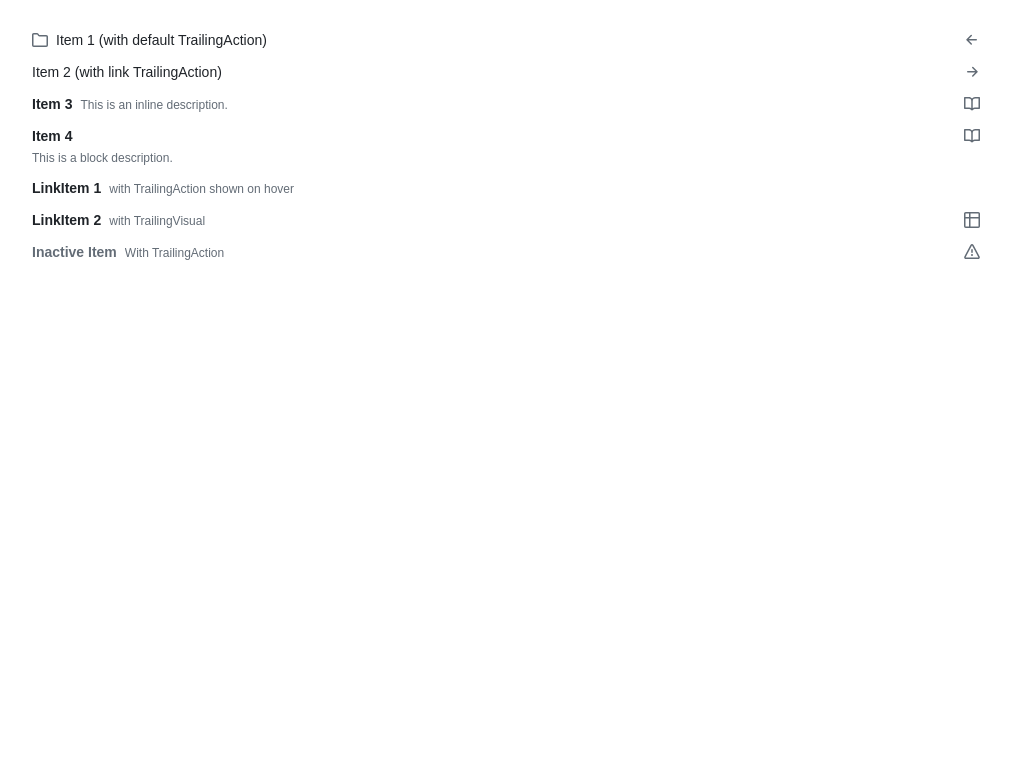 Item 1 (with default TrailingAction)
Item 2 (with link TrailingAction)
Item 3 This is an inline description.
Item 4
This is a block description.
LinkItem 1 with TrailingAction shown on hover
LinkItem 2 with TrailingVisual
Inactive Item With TrailingAction